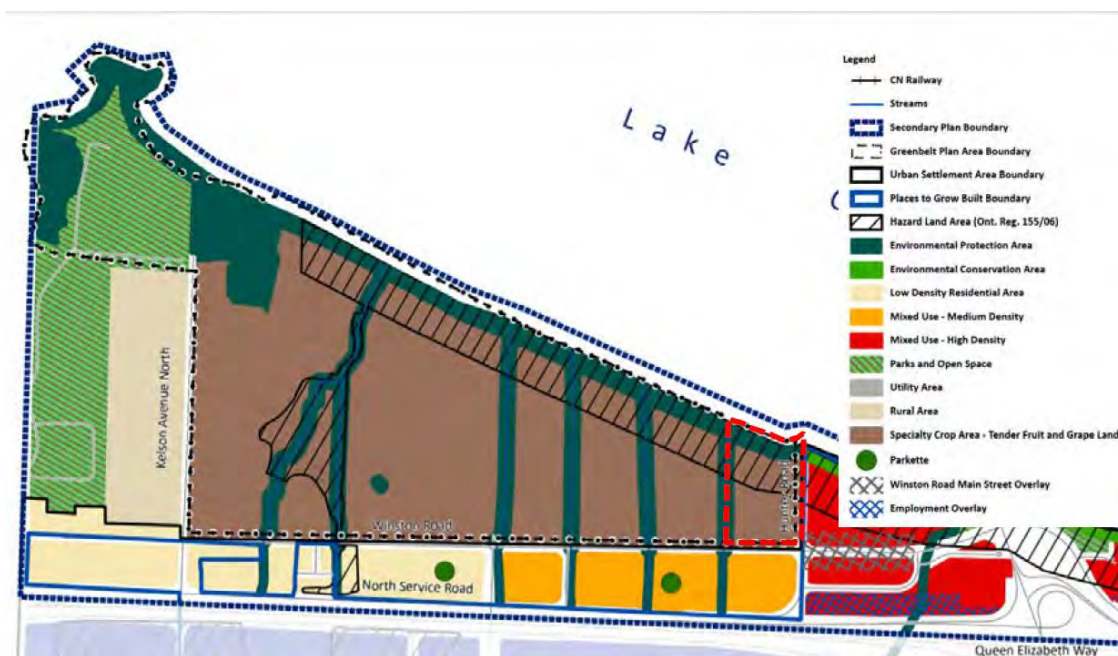 Lake
Legend
CN Railway
Streams
Secondary Plan Boundary
Greenbelt Plan Area Boundary
Urban Settlement Area Boundary
Places to Grow Built Boundary
Hazard Land Area (Ont. Reg. 155/06)
Environmental Protection Area
Environmental Conservation Area
Low Density Residential Area
Mixed Use - Medium Density
Mixed Use - High Density
Parks and Open Space
Utility Area
Rural Area
Specialty Crop Area - Tender Fruit and Grape Land
Parkette
Winston Road Main Street Overlay
Employment Overlay
Kelson Avenue North
Winston Road
North Service Road
Queen Elizabeth Way